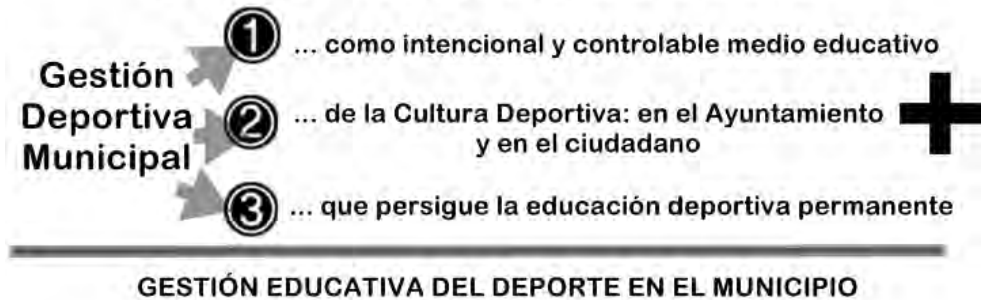 Gestión
Deportiva
Municipal
1 ... como intencional y controlable medio educativo
2 ... de la Cultura Deportiva: en el Ayuntamiento
y en el ciudadano
3 ... que persigue la educación deportiva permanente
+
GESTIÓN EDUCATIVA DEL DEPORTE EN EL MUNICIPIO